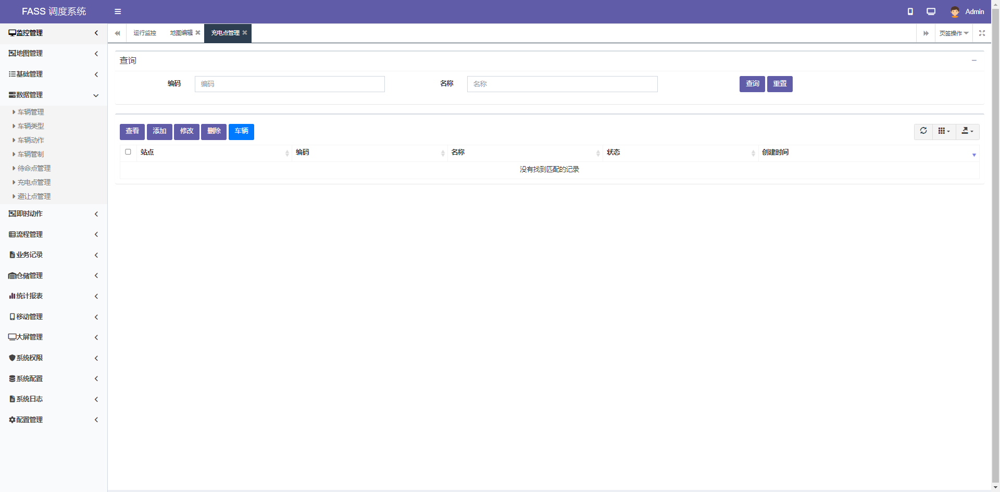 FASS 调度系统
Admin
监控管理
地图管理
基础管理
数据管理
车辆管理
车辆类型
车辆动作
车辆管制
待命点管理
充电点管理
避让点管理
即时动作
流程管理
业务记录
仓储管理
统计报表
移动管理
大屏管理
系统权限
系统配置
系统日志
配置管理
运行监控 地图编辑 充电点管理 页签操作
查询
编码 编码 名称 名称 查询 重置
查看 添加 修改 删除 车辆
站点 编码 名称 状态 创建时间
没有找到匹配的记录